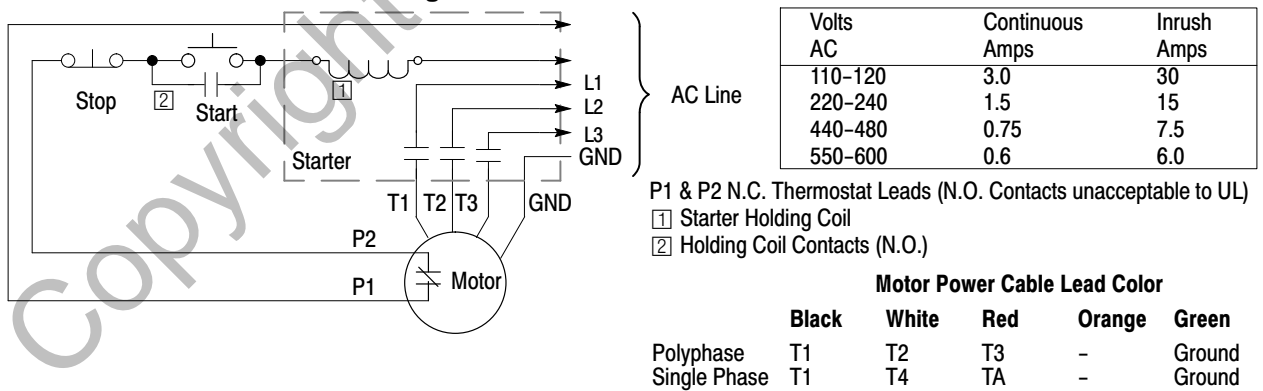 Stop
2
Start
1
Starter
L1
L2
L3
GND
AC Line
T1 T2 T3
GND
P2
P1
Motor
Volts AC Continuous Amps Inrush Amps
110-120 3.0 30
220-240 1.5 15
440-480 0.75 7.5
550-600 0.6 6.0
P1 & P2 N.C. Thermostat Leads (N.O. Contacts unacceptable to UL)
1 Starter Holding Coil
2 Holding Coil Contacts (N.O.)
Motor Power Cable Lead Color
Black White Red Orange Green
Polyphase T1 T2 T3 - Ground
Single Phase T1 T4 TA - Ground
Copyright